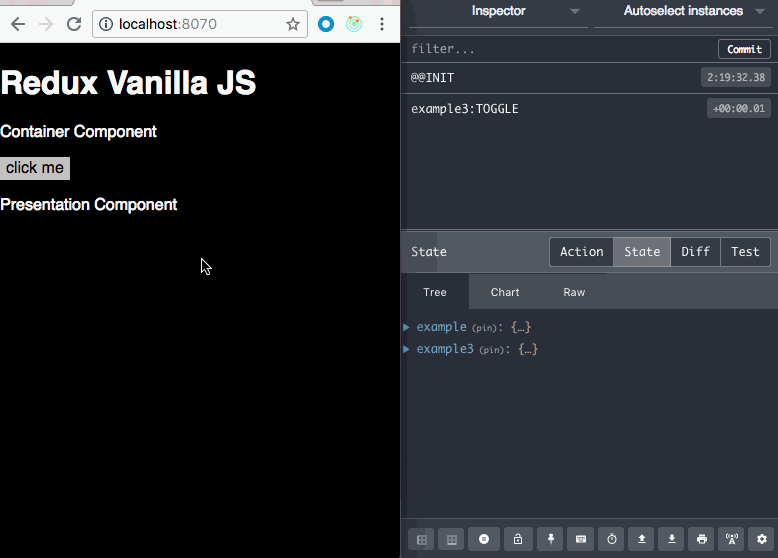 localhost:8070
Redux Vanilla JS
Container Component
click me
Presentation Component
Inspector
Autoselect instances
filter...
Commit
@@INIT
2:19:32.38
example3:TOGGLE
+00:00.01
State
Action
State
Diff
Test
Tree
Chart
Raw
example (pin): {…}
example3 (pin): {…}